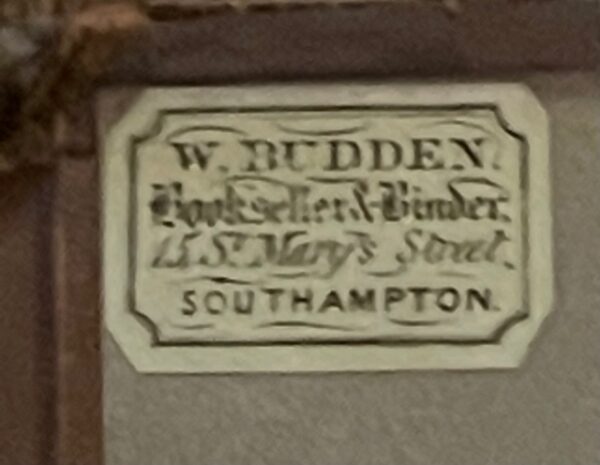 W. BUDDEN.
Bookseller & Binder,
15, St. Mary's Street,
SOUTHAMPTON.